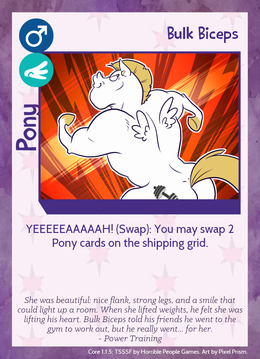 Bulk Biceps
Pony
YEEEEEAAAAAH! (Swap): You may swap 2
Pony cards on the shipping grid.
She was beautiful: nice flank, strong legs, and a smile that
could light up a room. When she lifted weights, he felt she was
lifting his heart. Bulk Biceps told his friends he went to the
gym to work out, but he really went... for her.
- Power Training
Core 1.1.5, TSSSF by Horrible People Games. Art by Pixel Prism.